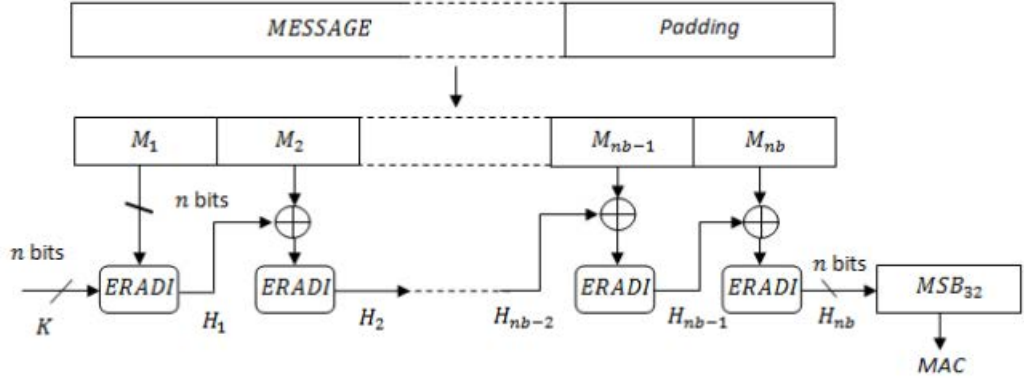 MESSAGE Padding
M₁ M₂ Mₙb₋₁ Mₙb
n bits
n bits
n bits
ERADI ERADI ERADI ERADI MSB₃₂
K H₁ H₂ Hₙb₋₂ Hₙb₋₁ Hₙb
MAC